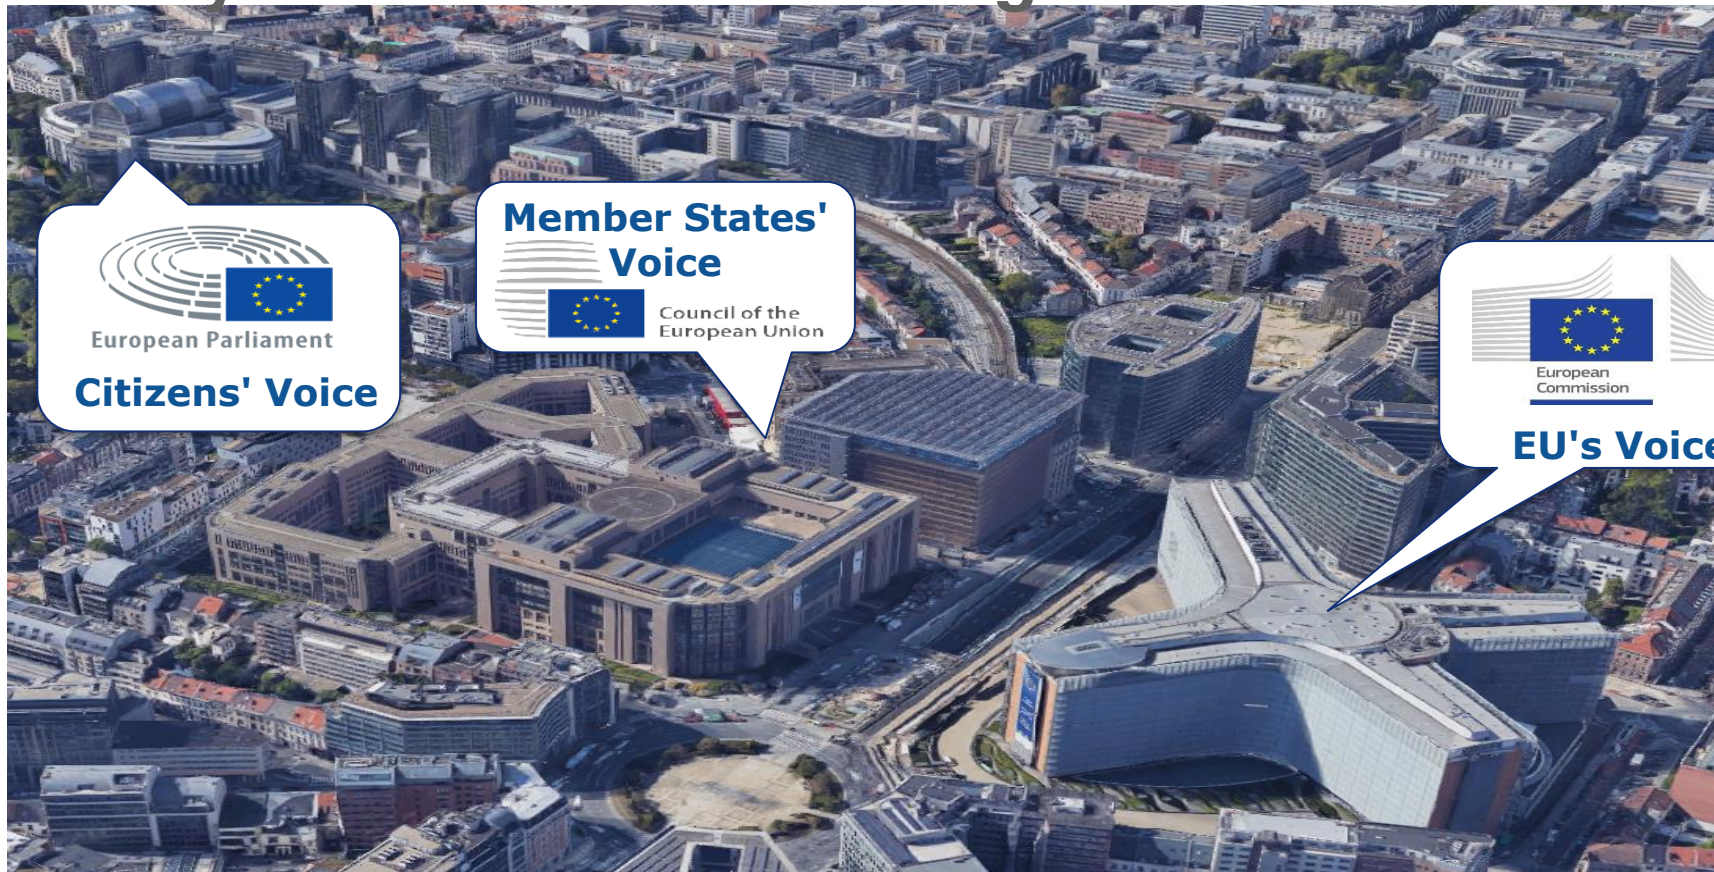 European Parliament
Citizens' Voice
Member States'
Voice
Council of the
European Union
European
Commission
EU's Voice